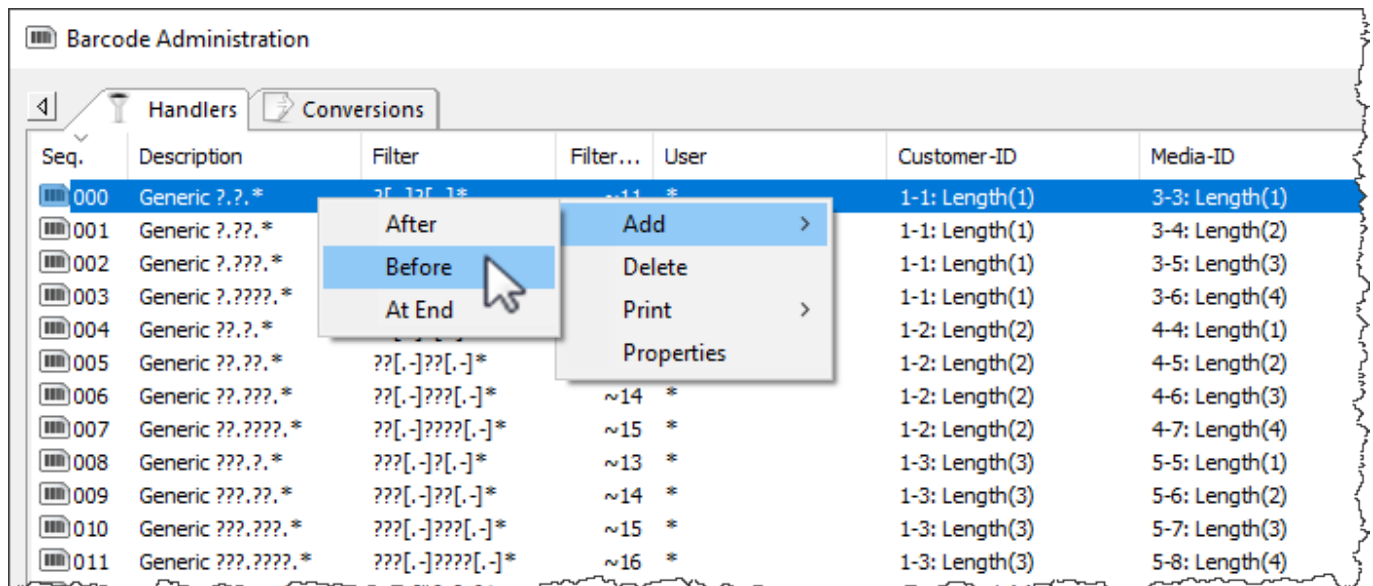 Barcode Administration
Handlers Conversions
Seq. Description Filter Filter... User Customer-ID Media-ID
000 Generic ?.?.* ?[.-]?[.-]* ~11 * 1-1: Length(1) 3-3: Length(1)
After Add >
001 Generic ?.??.* 1-1: Length(1) 3-4: Length(2)
002 Generic ?.???.* Before Delete 1-1: Length(1) 3-5: Length(3)
003 Generic ?.????.* At End Print > 1-1: Length(1) 3-6: Length(4)
004 Generic ??.?.* 1-2: Length(2) 4-4: Length(1)
005 Generic ??.??.* ??[.-]??[.-]* Properties 1-2: Length(2) 4-5: Length(2)
006 Generic ??.???.* ??[.-]???[.-]* ~14 * 1-2: Length(2) 4-6: Length(3)
007 Generic ??.????.* ??[.-]????[.-]* ~15 * 1-2: Length(2) 4-7: Length(4)
008 Generic ???.?.* ???[.-]?[.-]* ~13 * 1-3: Length(3) 5-5: Length(1)
009 Generic ???.??.* ???[.-]??[.-]* ~14 * 1-3: Length(3) 5-6: Length(2)
010 Generic ???.???.* ???[.-]???[.-]* ~15 * 1-3: Length(3) 5-7: Length(3)
011 Generic ???.????.* ???[.-]????[.-]* ~16 * 1-3: Length(3) 5-8: Length(4)